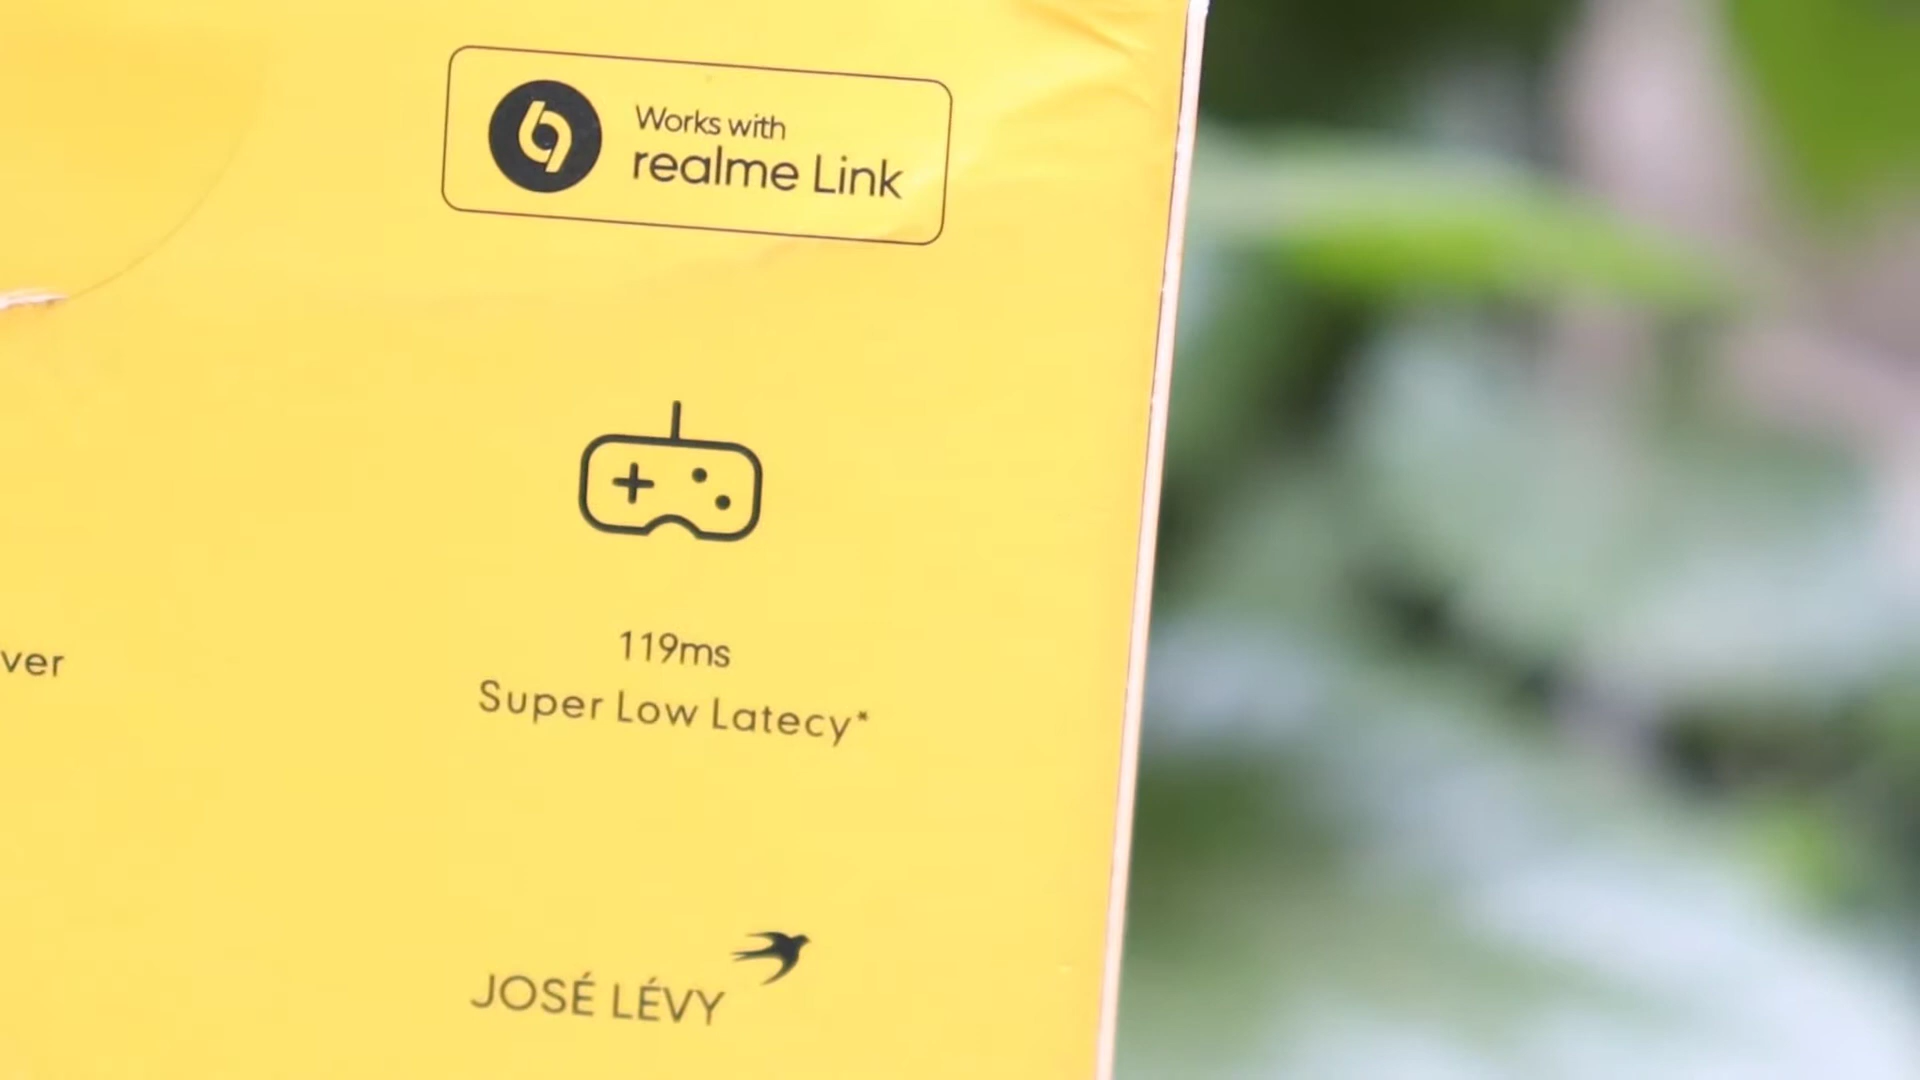 Works with
realme Link
119ms
Super Low Latecy*
ver
JOSÉ LÉVY